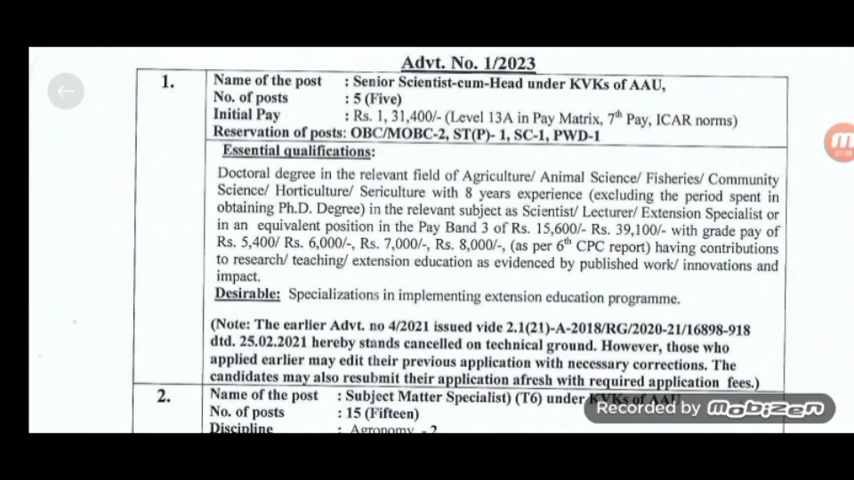 Advt. No. 1/2023
1. Name of the post : Senior Scientist-cum-Head under KVKs of AAU,
No. of posts : 5 (Five)
Initial Pay : Rs. 1, 31,400/- (Level 13A in Pay Matrix, 7th Pay, ICAR norms)
Reservation of posts: OBC/MOBC-2, ST(P)- 1, SC-1, PWD-1
Essential qualifications:
Doctoral degree in the relevant field of Agriculture/ Animal Science/ Fisheries/ Community
Science/ Horticulture/ Sericulture with 8 years experience (excluding the period spent in
obtaining Ph.D. Degree) in the relevant subject as Scientist/ Lecturer/ Extension Specialist or
in an equivalent position in the Pay Band 3 of Rs. 15,600/- Rs. 39,100/- with grade pay of
Rs. 5,400/ Rs. 6,000/-, Rs. 7,000/-, Rs. 8,000/-, (as per 6th CPC report) having contributions
to research/ teaching/ extension education as evidenced by published work/ innovations and
impact.
Desirable: Specializations in implementing extension education programme.
(Note: The earlier Advt. no 4/2021 issued vide 2.1(21)-A-2018/RG/2020-21/16898-918
dtd. 25.02.2021 hereby stands cancelled on technical ground. However, those who
applied earlier may edit their previous application with necessary corrections. The
candidates may also resubmit their application afresh with required application fees.)
2. Name of the post : Subject Matter Specialist) (T6) under KVKs of AAU
No. of posts : 15 (Fifteen)
Discipline : Agronomy - 2
Recorded by Mobizen